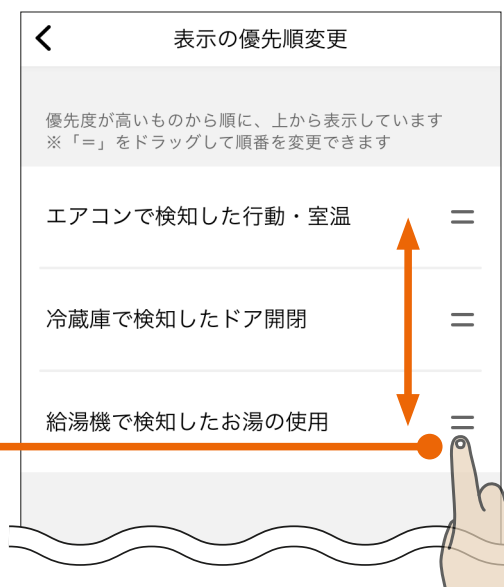 表示の優先順変更
優先度が高いものから順に、上から表示しています
※「＝」をドラッグして順番を変更できます
エアコンで検知した行動・室温
冷蔵庫で検知したドア開閉
給湯機で検知したお湯の使用